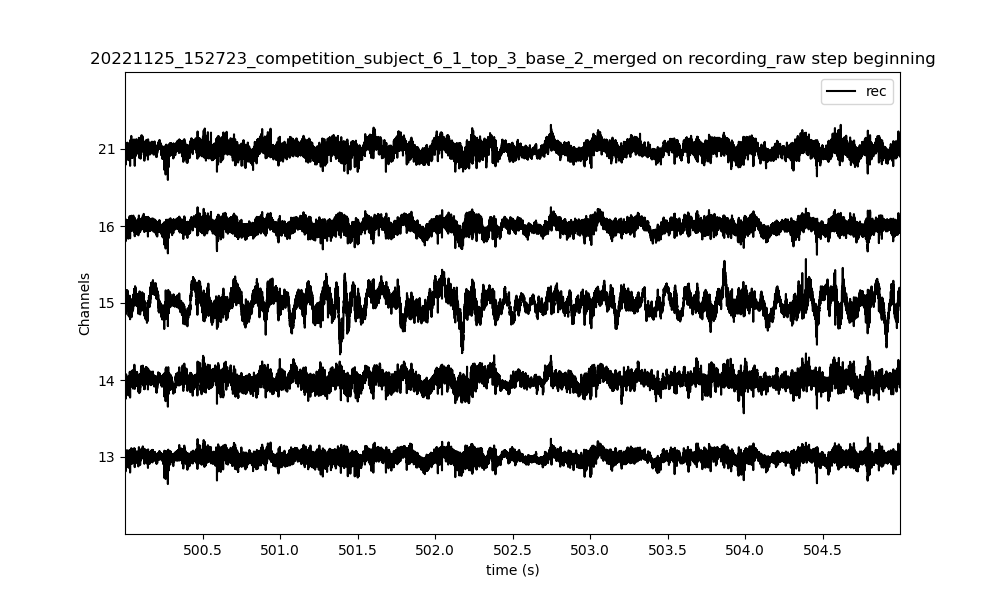 20221125_152723_competition_subject_6_1_top_3_base_2_merged on recording_raw step beginning
rec
21
16
15
14
13
Channels
500.5 501.0 501.5 502.0 502.5 503.0 503.5 504.0 504.5
time (s)